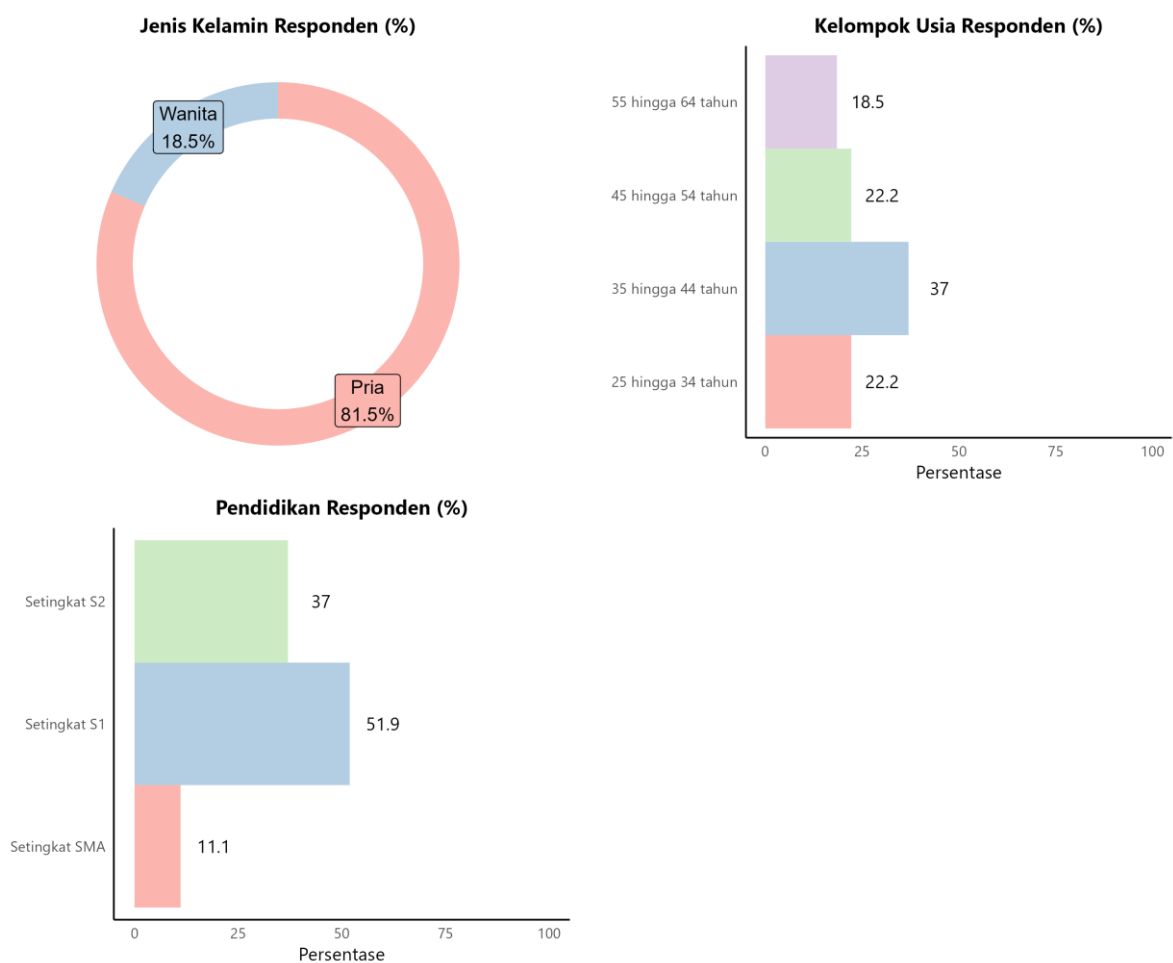 Jenis Kelamin Responden (%)
Wanita
18.5%
Pria
81.5%
Kelompok Usia Responden (%)
55 hingga 64 tahun
18.5
45 hingga 54 tahun
22.2
35 hingga 44 tahun
37
25 hingga 34 tahun
22.2
0 25 50 75 100
Persentase
Pendidikan Responden (%)
Setingkat S2
37
Setingkat S1
51.9
Setingkat SMA
11.1
0 25 50 75 100
Persentase